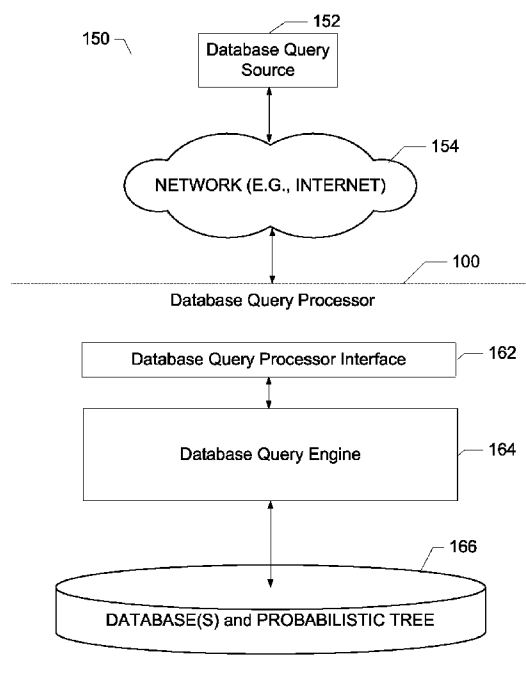 150
152
Database Query
Source
154
NETWORK (E.G., INTERNET)
100
Database Query Processor
Database Query Processor Interface
162
Database Query Engine
164
166
DATABASE(S) and PROBABILISTIC TREE